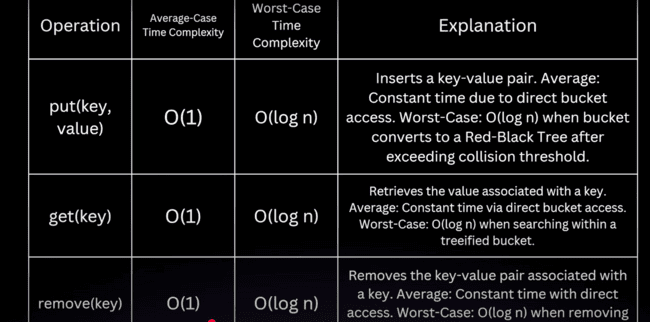 Operation
Average-Case
Time Complexity
Worst-Case
Time
Complexity
Explanation
put(key,
value)
O(1)
O(log n)
Inserts a key-value pair. Average:
Constant time due to direct bucket
access. Worst-Case: O(log n) when bucket
converts to a Red-Black Tree after
exceeding collision threshold.
get(key)
O(1)
O(log n)
Retrieves the value associated with a key.
Average: Constant time via direct bucket access.
Worst-Case: O(log n) when searching within a
treeified bucket.
remove(key)
O(1)
O(log n)
Removes the key-value pair associated with
a key. Average: Constant time with direct
access. Worst-Case: O(log n) when removing